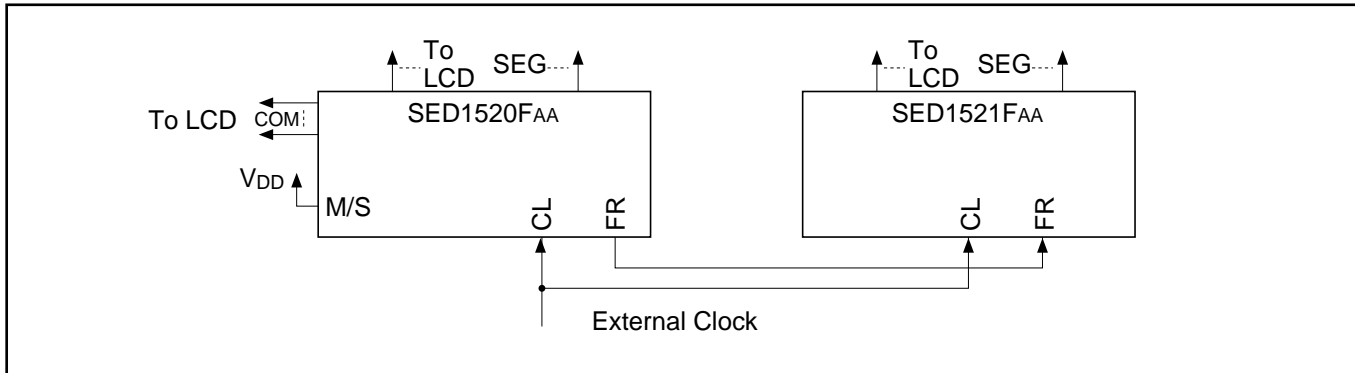 To LCD
SEG
To LCD
SEG
SED1520FAA
SED1521FAA
To LCD
COM
VDD
M/S
CL
FR
CL
FR
External Clock